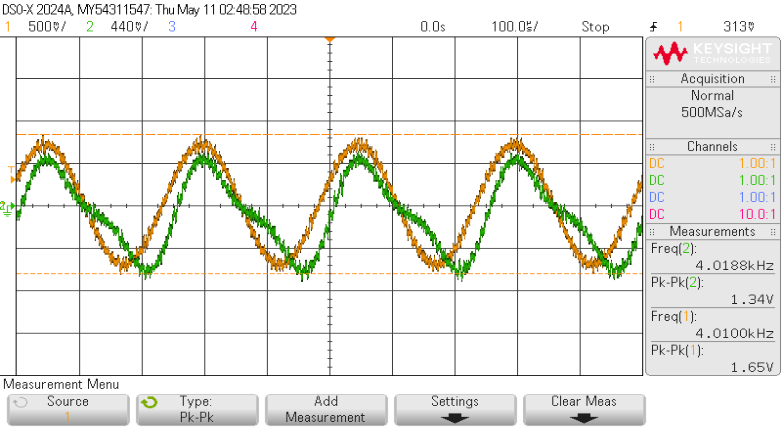 DSO-X 2024A, MY54311547: Thu May 11 02:48:58 2023
1 500mV/ 2 440mV/ 3 4 0.0s 100.0us/ Stop 1 313mV
KEYSIGHT
TECHNOLOGIES
Acquisition
Normal
500MSa/s
Channels
DC 1.00:1
DC 1.00:1
DC 1.00:1
DC 10.0:1
Measurements
Freq(2):
4.0188kHz
Pk-Pk(2):
1.34V
Freq(1):
4.0100kHz
Pk-Pk(1):
1.65V
T
2
Measurement Menu
Source
1
Type:
Pk-Pk
Add
Measurement
Settings
Clear Meas